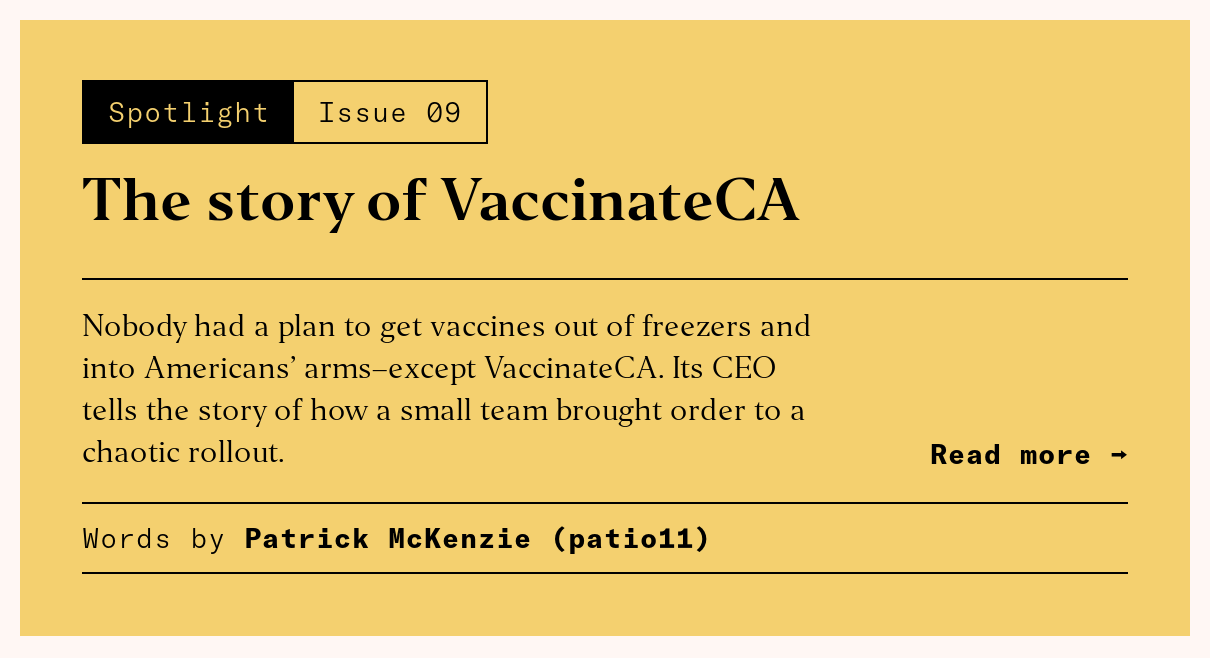 Spotlight Issue 09
The story of VaccinateCA
Nobody had a plan to get vaccines out of freezers and
into Americans’ arms–except VaccinateCA. Its CEO
tells the story of how a small team brought order to a
chaotic rollout.
Read more →
Words by Patrick McKenzie (patio11)